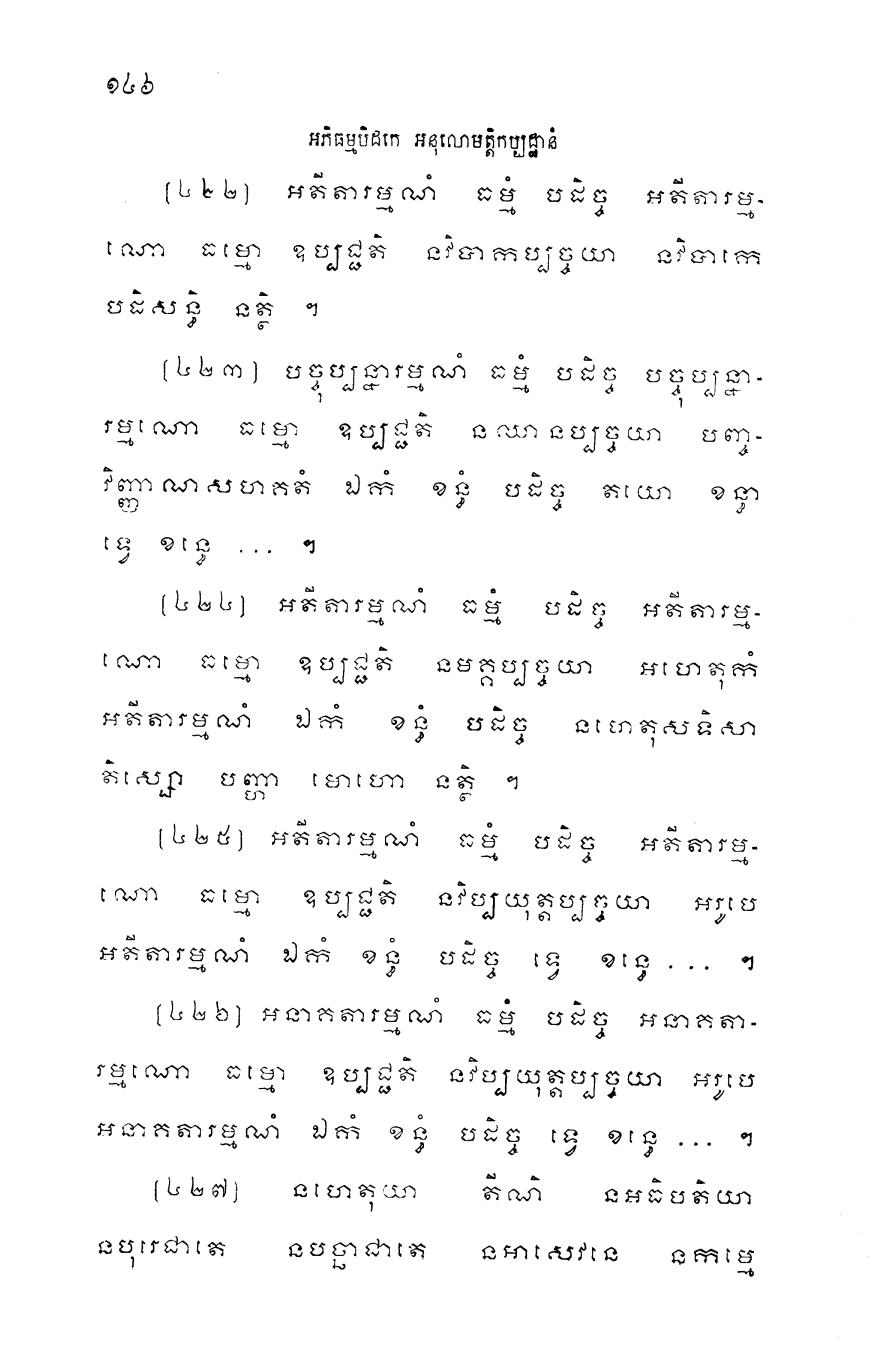 ១៤៦
អភិធម្មបិដកេ អនុលោមត្តិកប្បដ្ឋានំ
[៤២២] អតីតារម្មណំ ធម្មំ បដិច្ច អតីតារម្ម-
ណោ ធម្មោ ឧប្បជ្ជតិ នវិបាកប្បច្ចយា នវិបាកេ
បដិសន្ធិ នត្ថិ ។
[៤២៣] បច្ចុប្បន្នារម្មណំ ធម្មំ បដិច្ច បច្ចុប្បន្នា-
រម្មណោ ធម្មោ ឧប្បជ្ជតិ នឈានប្បច្ចយា បញ្ច-
វិញ្ញាណសហគតំ ឯកំ ខន្ធំ បដិច្ច តយោ ខន្ធា
ទ្វេ ខន្ធេ ... ។
[៤២៤] អតីតារម្មណំ ធម្មំ បដិច្ច អតីតារម្ម-
ណោ ធម្មោ ឧប្បជ្ជតិ នមគ្គប្បច្ចយា អហេតុកំ
អតីតារម្មណំ ឯកំ ខន្ធំ បដិច្ច នហេតុសទិសា
តិស្សោ បញ្ហា មោហោ នត្ថិ ។
[៤២៥] អតីតារម្មណំ ធម្មំ បដិច្ច អតីតារម្ម-
ណោ ធម្មោ ឧប្បជ្ជតិ នវិប្បយុត្តប្បច្ចយា អរូបេ
អតីតារម្មណំ ឯកំ ខន្ធំ បដិច្ច ទ្វេ ខន្ធេ ... ។
[៤២៦] អនាគតារម្មណំ ធម្មំ បដិច្ច អនាគតា-
រម្មណោ ធម្មោ ឧប្បជ្ជតិ នវិប្បយុត្តប្បច្ចយា អរូបេ
អនាគតារម្មណំ ឯកំ ខន្ធំ បដិច្ច ទ្វេ ខន្ធេ ... ។
[៤២៧] នហេតុយា តីណិ នអធិបតិយា
នបុរេជាតេ នបច្ឆាជាតេ នអាសេវនេ នកម្មេ